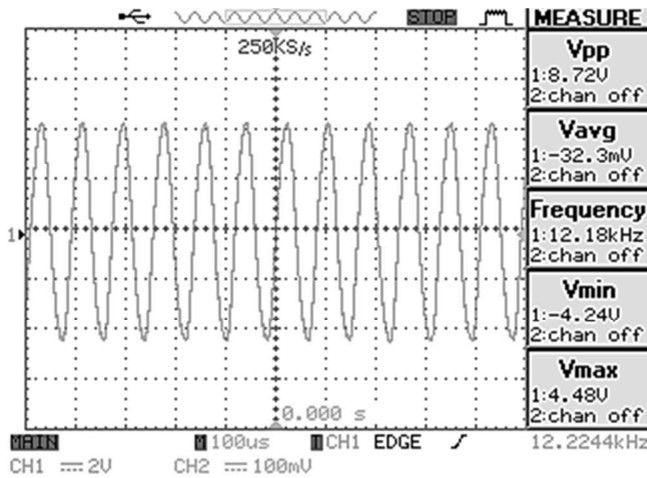 STOP MEASURE
250KS/s
Vpp
1:8.72V
2:chan off
Vavg
1:-32.3mV
2:chan off
Frequency
1:12.18kHz
2:chan off
Vmin
1:-4.24V
2:chan off
Vmax
1:4.48V
2:chan off
1
0.000 s
MAIN M 100us CH1 EDGE 12.2244kHz
CH1 2V CH2 100mV